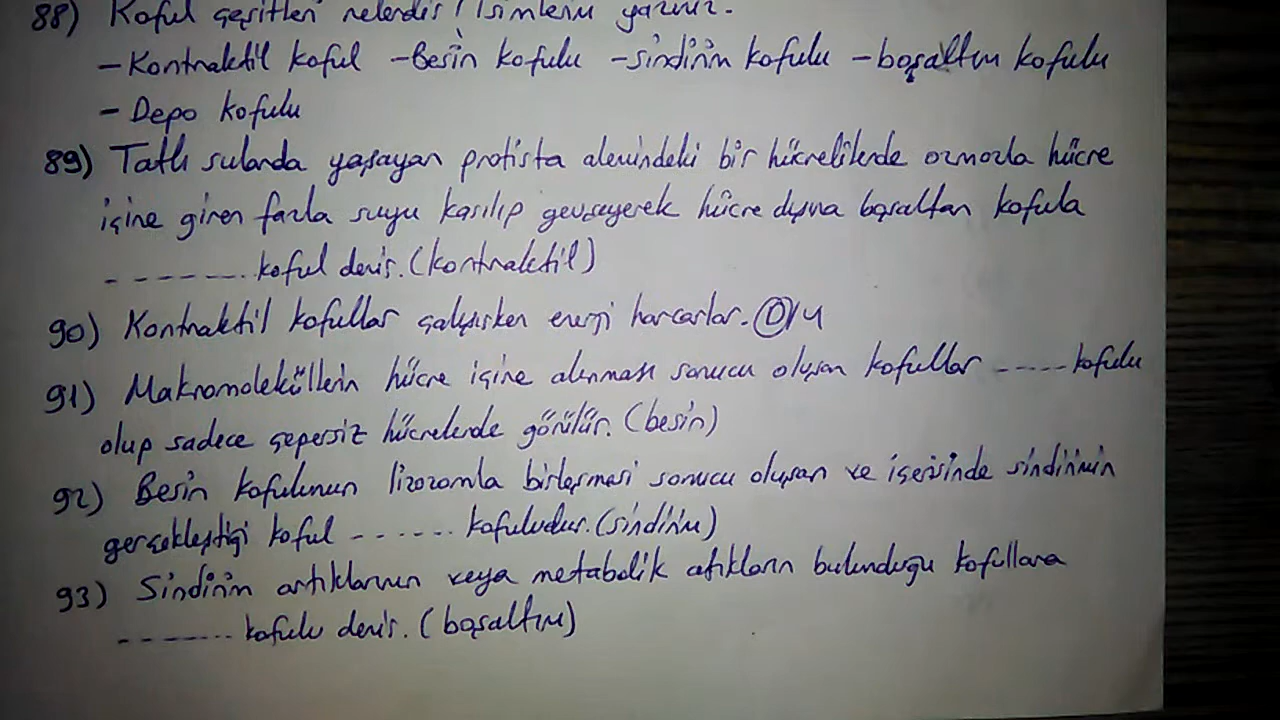 88) Koful çeşitleri nelerdir? İsimlerini yazınız.
- Kontraktil koful - Besin kofulu - sindirim kofulu - boşaltım kofulu
- Depo kofulu
89) Tatlı sularda yaşayan protista alemindeki bir hücrelilerde ozmozla hücre
içine giren fazla suyu kasılıp gevşeyerek hücre dışına boşaltan kofula
------- koful denir. (kontraktil)
90) Kontraktil kofullar çalışırken enerji harcarlar. D/Y
91) Makromoleküllerin hücre içine alınması sonucu oluşan kofullar ----- kofulu
olup sadece çepersiz hücrelerde görülür. (besin)
92) Besin kofulunun lizozomla birleşmesi sonucu oluşan ve içerisinde sindirimin
gerçekleştiği koful ------ kofuludur. (sindirim)
93) Sindirim artıklarının veya metabolik atıkların bulunduğu kofullara
------- kofulu denir. (boşaltım)